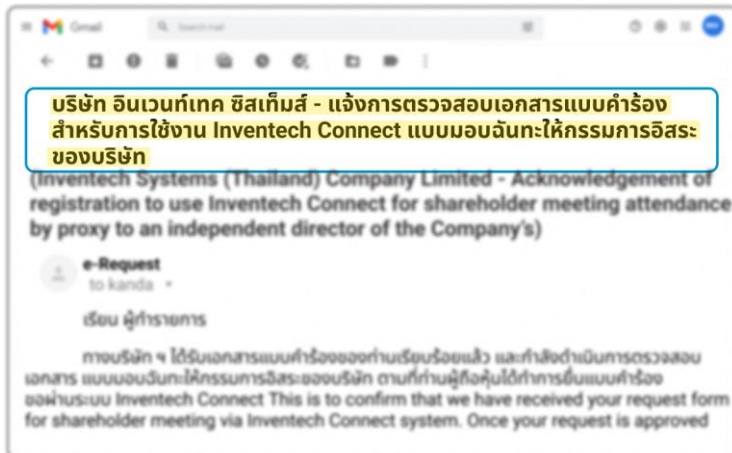 Gmail
Search mail
บริษัท อินเวนท์เทค ซิสเท็มส์ - แจ้งการตรวจสอบเอกสารแบบคำร้อง
สำหรับการใช้งาน Inventech Connect แบบมอบฉันทะให้กรรมการอิสระ
ของบริษัท
(Inventech Systems (Thailand) Company Limited - Acknowledgement of
registration to use Inventech Connect for shareholder meeting attendance
by proxy to an independent director of the Company's)
e-Request
to kanda
เรียน ผู้ทำรายการ
ทางบริษัท ฯ ได้รับเอกสารแบบคำร้องของท่านเรียบร้อยแล้ว และกำลังดำเนินการตรวจสอบ
เอกสาร แบบมอบฉันทะให้กรรมการอิสระของบริษัท ตามที่ท่านผู้ถือหุ้นได้ทำการยื่นแบบคำร้อง
ขอผ่านระบบ Inventech Connect This is to confirm that we have received your request form
for shareholder meeting via Inventech Connect system. Once your request is approved